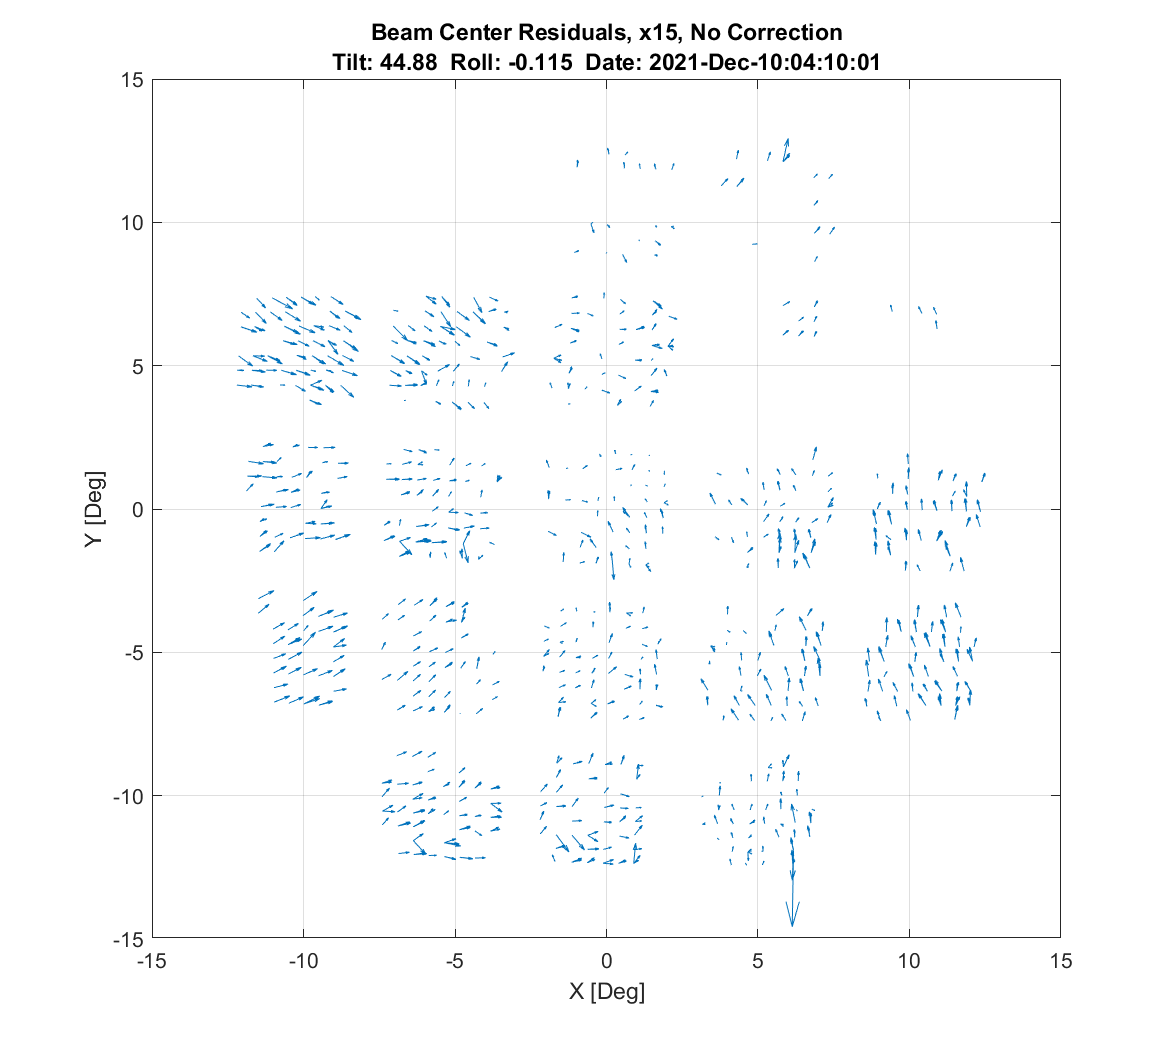 Beam Center Residuals, x15, No Correction
Tilt: 44.88 Roll: -0.115 Date: 2021-Dec-10:04:10:01
15
10
5
0
-5
-10
-15
Y [Deg]
-15 -10 -5 0 5 10 15
X [Deg]